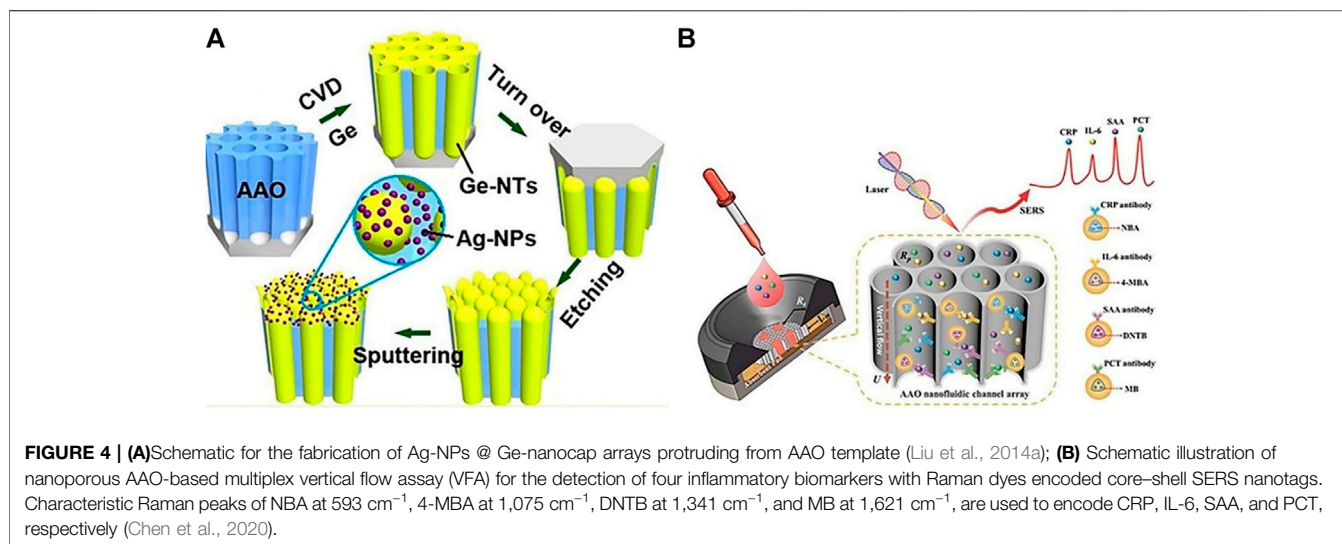 A
B
CVD
Ge
Turn over
AAO
Ge-NTs
Ag-NPs
Etching
Sputtering
Laser
SERS
CRP
IL-6
SAA
PCT
CRP antibody
NBA
IL-6 antibody
4-MBA
SAA antibody
DNTB
PCT antibody
MB
Rs
Rp
Vertical flow
U
AAO nanofluidic channel array
FIGURE 4 | (A)Schematic for the fabrication of Ag-NPs @ Ge-nanocap arrays protruding from AAO template (Liu et al., 2014a); (B) Schematic illustration of
nanoporous AAO-based multiplex vertical flow assay (VFA) for the detection of four inflammatory biomarkers with Raman dyes encoded core–shell SERS nanotags.
Characteristic Raman peaks of NBA at 593 cm⁻¹, 4-MBA at 1,075 cm⁻¹, DNTB at 1,341 cm⁻¹, and MB at 1,621 cm⁻¹, are used to encode CRP, IL-6, SAA, and PCT,
respectively (Chen et al., 2020).